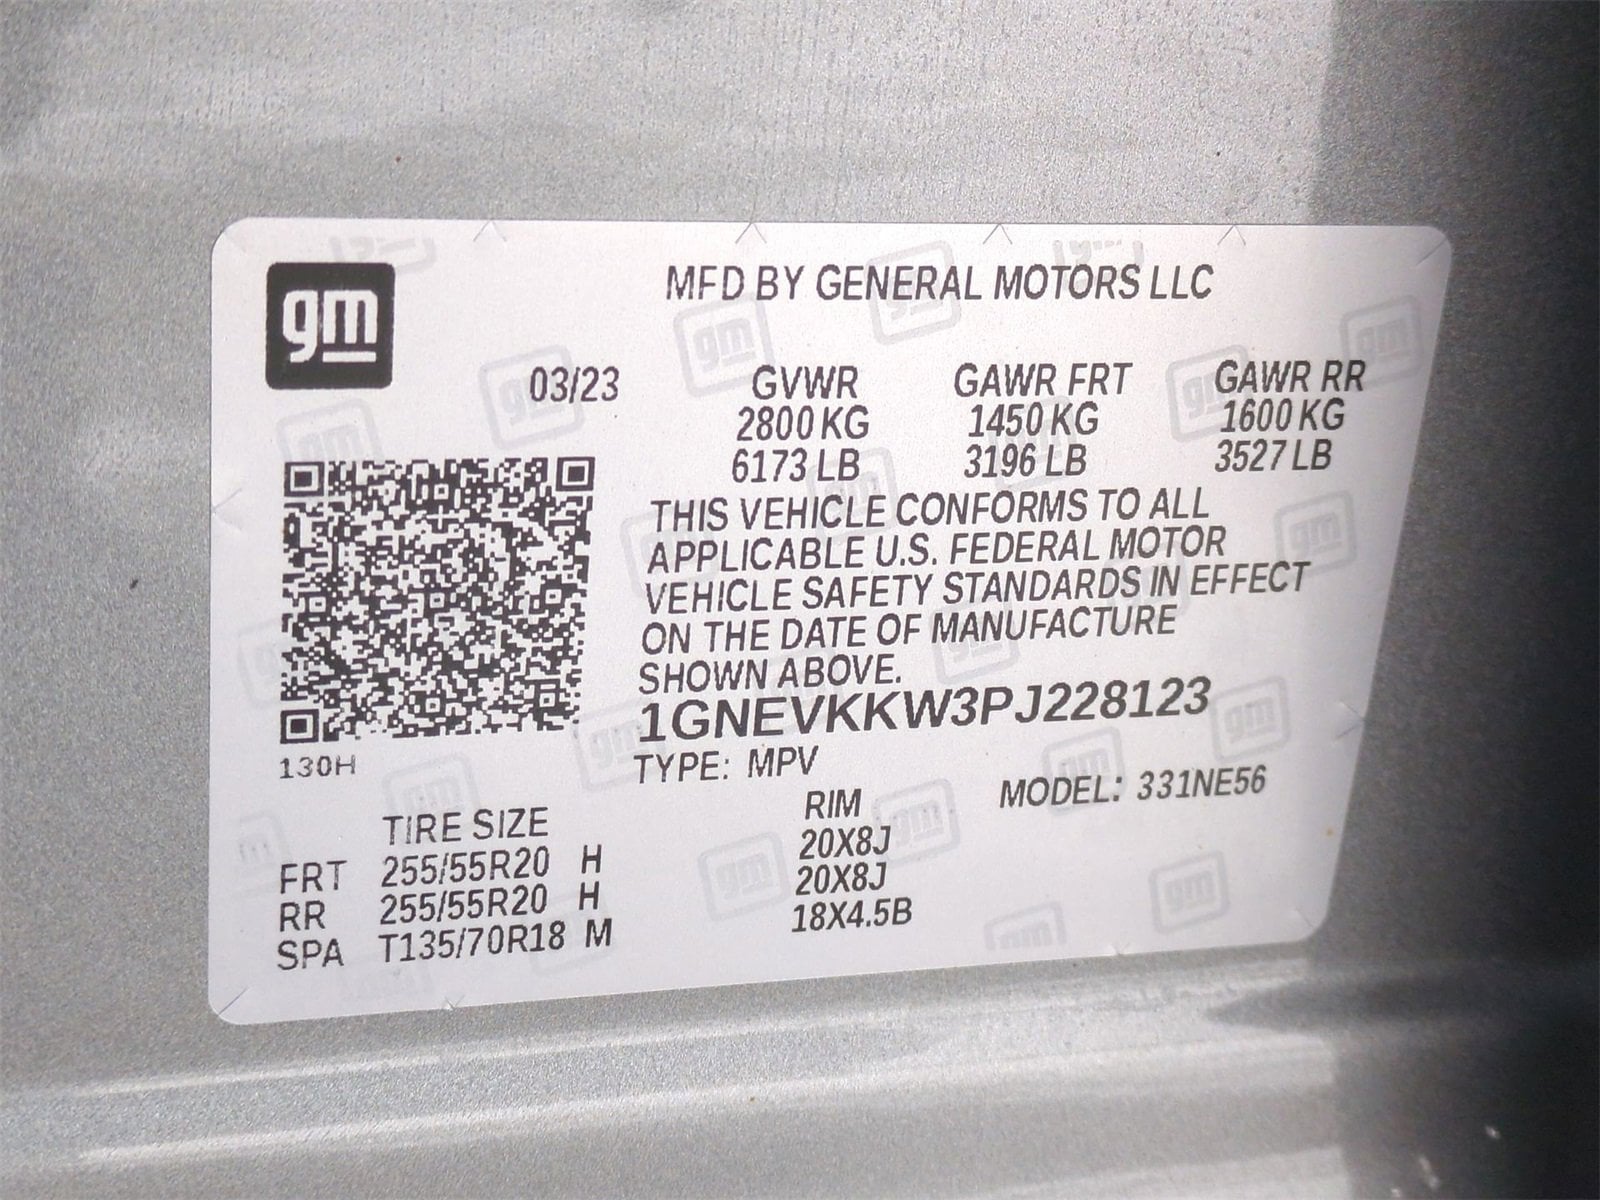 gm
MFD BY GENERAL MOTORS LLC
03/23 GVWR GAWR FRT GAWR RR
2800 KG 1450 KG 1600 KG
6173 LB 3196 LB 3527 LB
THIS VEHICLE CONFORMS TO ALL
APPLICABLE U.S. FEDERAL MOTOR
VEHICLE SAFETY STANDARDS IN EFFECT
ON THE DATE OF MANUFACTURE
SHOWN ABOVE.
1GNEVKKW3PJ228123
130H
TYPE: MPV
MODEL: 331NE56
TIRE SIZE RIM
FRT 255/55R20 H 20X8J
RR 255/55R20 H 20X8J
SPA T135/70R18 M 18X4.5B